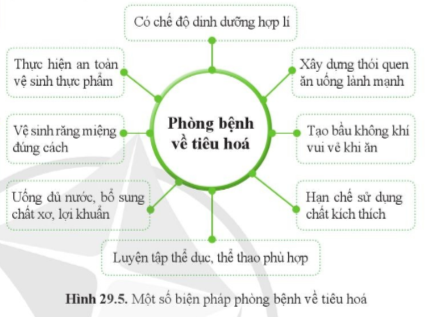 Có chế độ dinh dưỡng hợp lí
Thực hiện an toàn
vệ sinh thực phẩm
Xây dựng thói quen
ăn uống lành mạnh
Phòng bệnh
về tiêu hoá
Vệ sinh răng miệng
đúng cách
Tạo bầu không khí
vui vẻ khi ăn
Uống đủ nước, bổ sung
chất xơ, lợi khuẩn
Hạn chế sử dụng
chất kích thích
Luyện tập thể dục, thể thao phù hợp
Hình 29.5. Một số biện pháp phòng bệnh về tiêu hoá